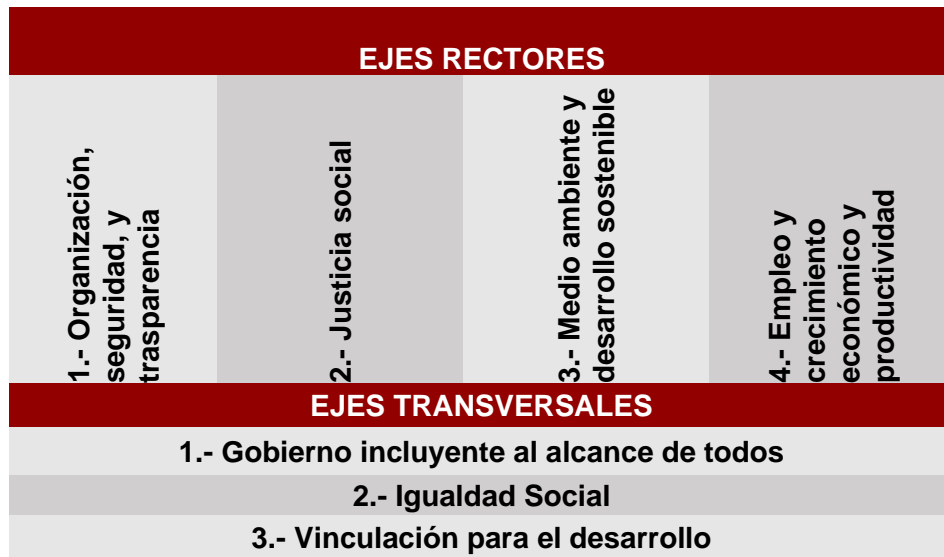 EJES RECTORES
1.- Organización,
seguridad, y
trasparencia
2.- Justicia social
3.- Medio ambiente y
desarrollo sostenible
4.- Empleo y
crecimiento
económico y
productividad
EJES TRANSVERSALES
1.- Gobierno incluyente al alcance de todos
2.- Igualdad Social
3.- Vinculación para el desarrollo